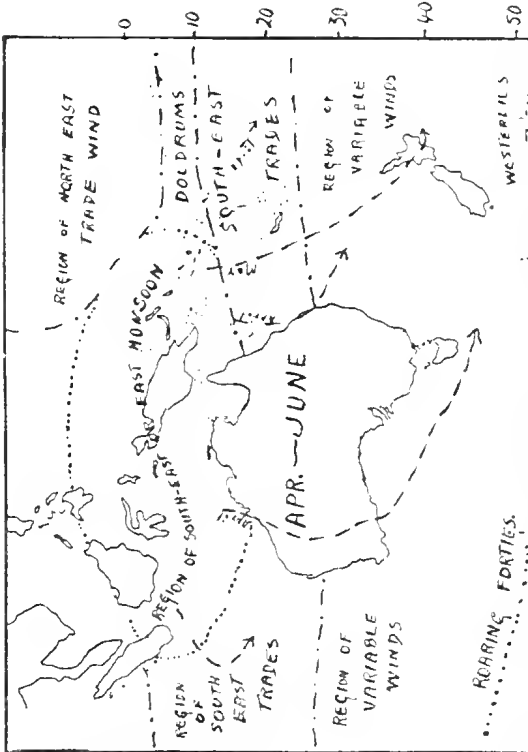 REGION OF NORTH EAST
TRADE WIND
0
DOLDRUMS
10
SOUTH-EAST
TRADES
20
REGION OF SOUTH-EAST OR EAST MONSOON
REGION
OF
SOUTH
EAST
TRADES
APR.—JUNE
30
REGION OF
VARIABLE
WINDS
REGION OF
VARIABLE
WINDS
40
ROARING FORTIES.
WESTERLIES
50